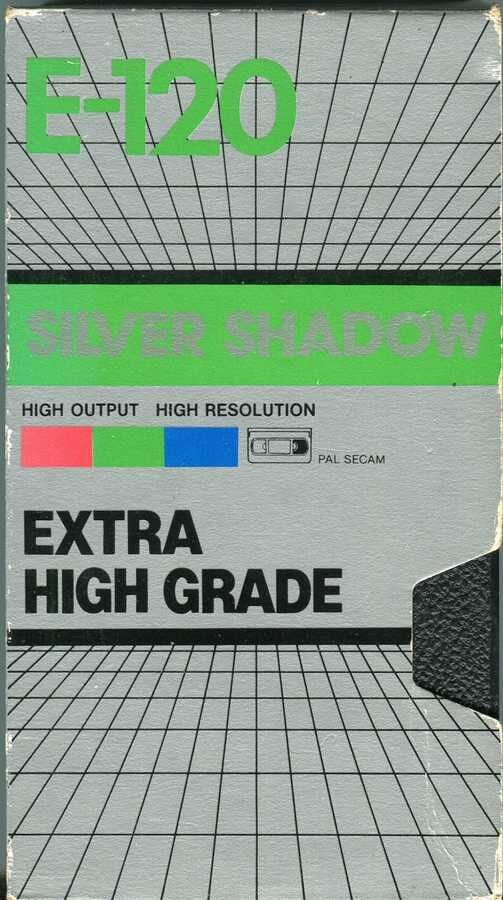 E-120
SILVER SHADOW
HIGH OUTPUT HIGH RESOLUTION
PAL SECAM
EXTRA
HIGH GRADE